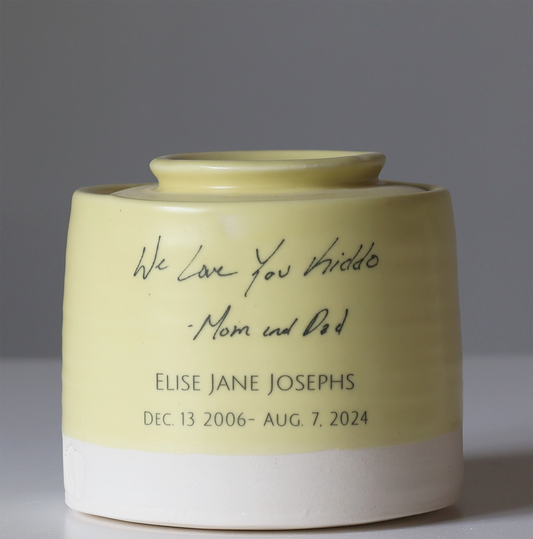 We Love You Kiddo
-Mom and Dad
ELISE JANE JOSEPHS
DEC. 13 2006- AUG. 7, 2024